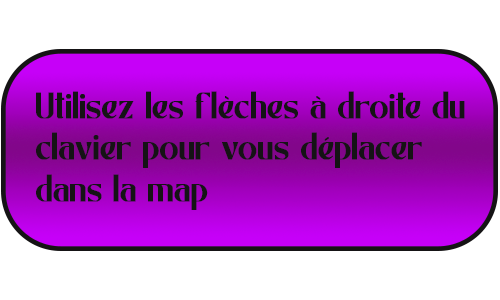 Utilisez les flèches à droite du
clavier pour vous déplacer
dans la map